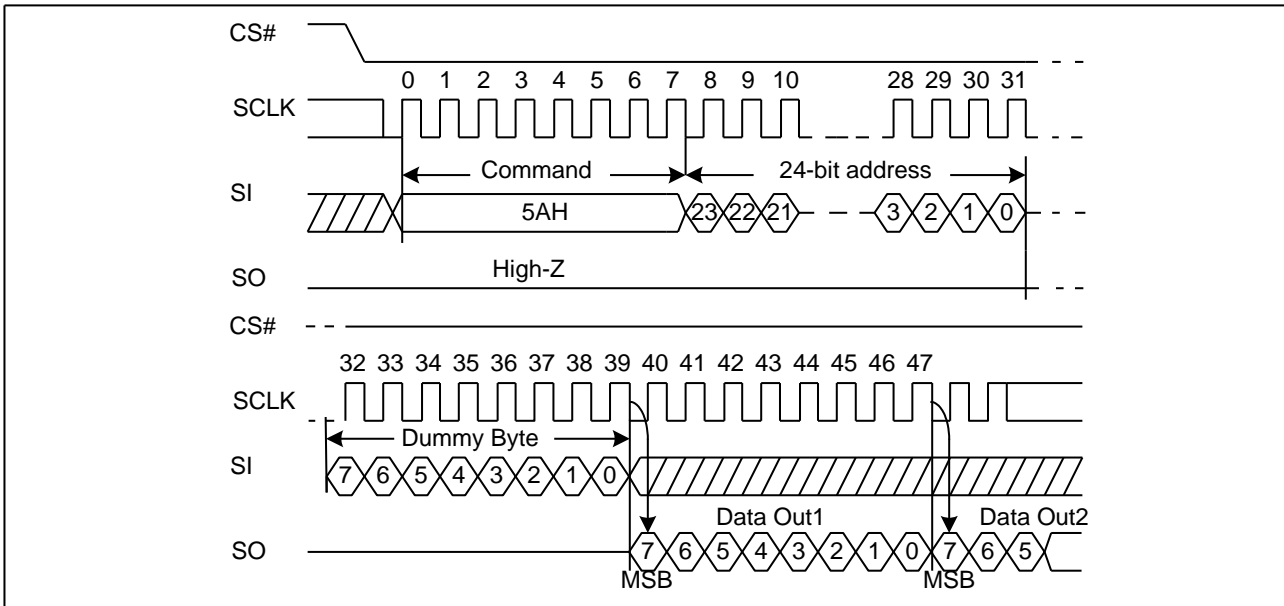 CS#
0 1 2 3 4 5 6 7 8 9 10 28 29 30 31
SCLK
Command 24-bit address
SI
5AH 23 22 21 3 2 1 0
High-Z
SO
CS#
32 33 34 35 36 37 38 39 40 41 42 43 44 45 46 47
SCLK
Dummy Byte
SI
7 6 5 4 3 2 1 0
Data Out1 Data Out2
SO
7 6 5 4 3 2 1 0 7 6 5
MSB MSB